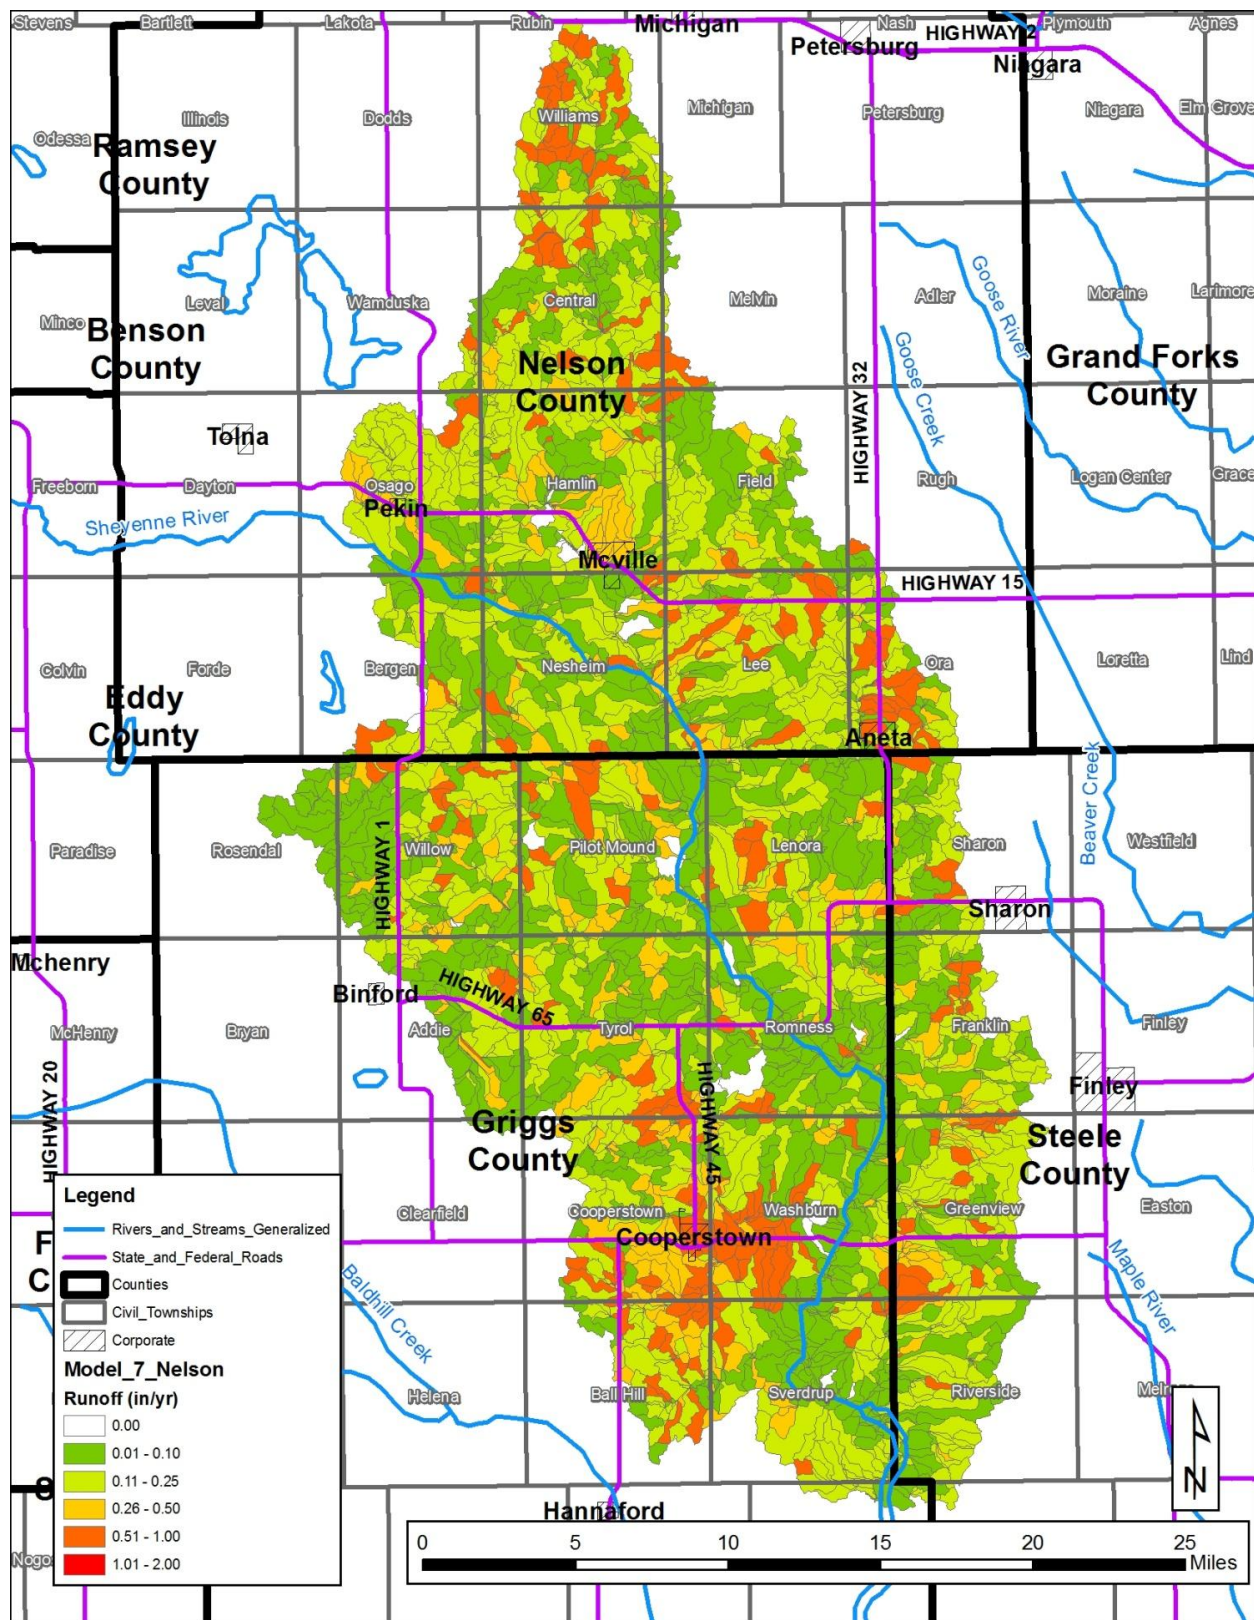 Stevens
Bartlett
Lakota
Rubin
Michigan
Nash
Plymouth
Agnes
HIGHWAY 2
Petersburg
Niagara
Illinois
Dodds
Williams
Michigan
Petersburg
Niagara
Elm Grove
Odessa
Ramsey
County
Goose River
Leval
Wamduska
Central
Melvin
Adler
Moraine
Larimore
Minco
Benson
County
Nelson
County
HIGHWAY 32
Goose Creek
Grand Forks
County
Tolna
Freeborn
Dayton
Osago
Hamlin
Field
Rugh
Logan Center
Grace
Pekin
Sheyenne River
Mcville
HIGHWAY 15
Colvin
Forde
Bergen
Nesheim
Lee
Ora
Loretta
Lind
Eddy
County
Aneta
Beaver Creek
Paradise
Rosendal
HIGHWAY 1
Willow
Pilot Mound
Lenora
Sharon
Westfield
Sharon
Mchenry
Binford
HIGHWAY 65
McHenry
Bryan
Addie
Tyrol
Romness
Franklin
Finley
HIGHWAY 20
HIGHWAY 45
Finley
Griggs
County
Steele
County
Clearfield
Cooperstown
Washburn
Greenview
Easton
Cooperstown
F
C
Baldhill Creek
Maple River
Helena
Ball Hill
Sverdrup
Riverside
Hannaford
Legend
Rivers_and_Streams_Generalized
State_and_Federal_Roads
Counties
Civil_Townships
Corporate
Model_7_Nelson
Runoff (in/yr)
0.00
0.01 - 0.10
0.11 - 0.25
0.26 - 0.50
0.51 - 1.00
1.01 - 2.00
N
0 5 10 15 20 25
Miles